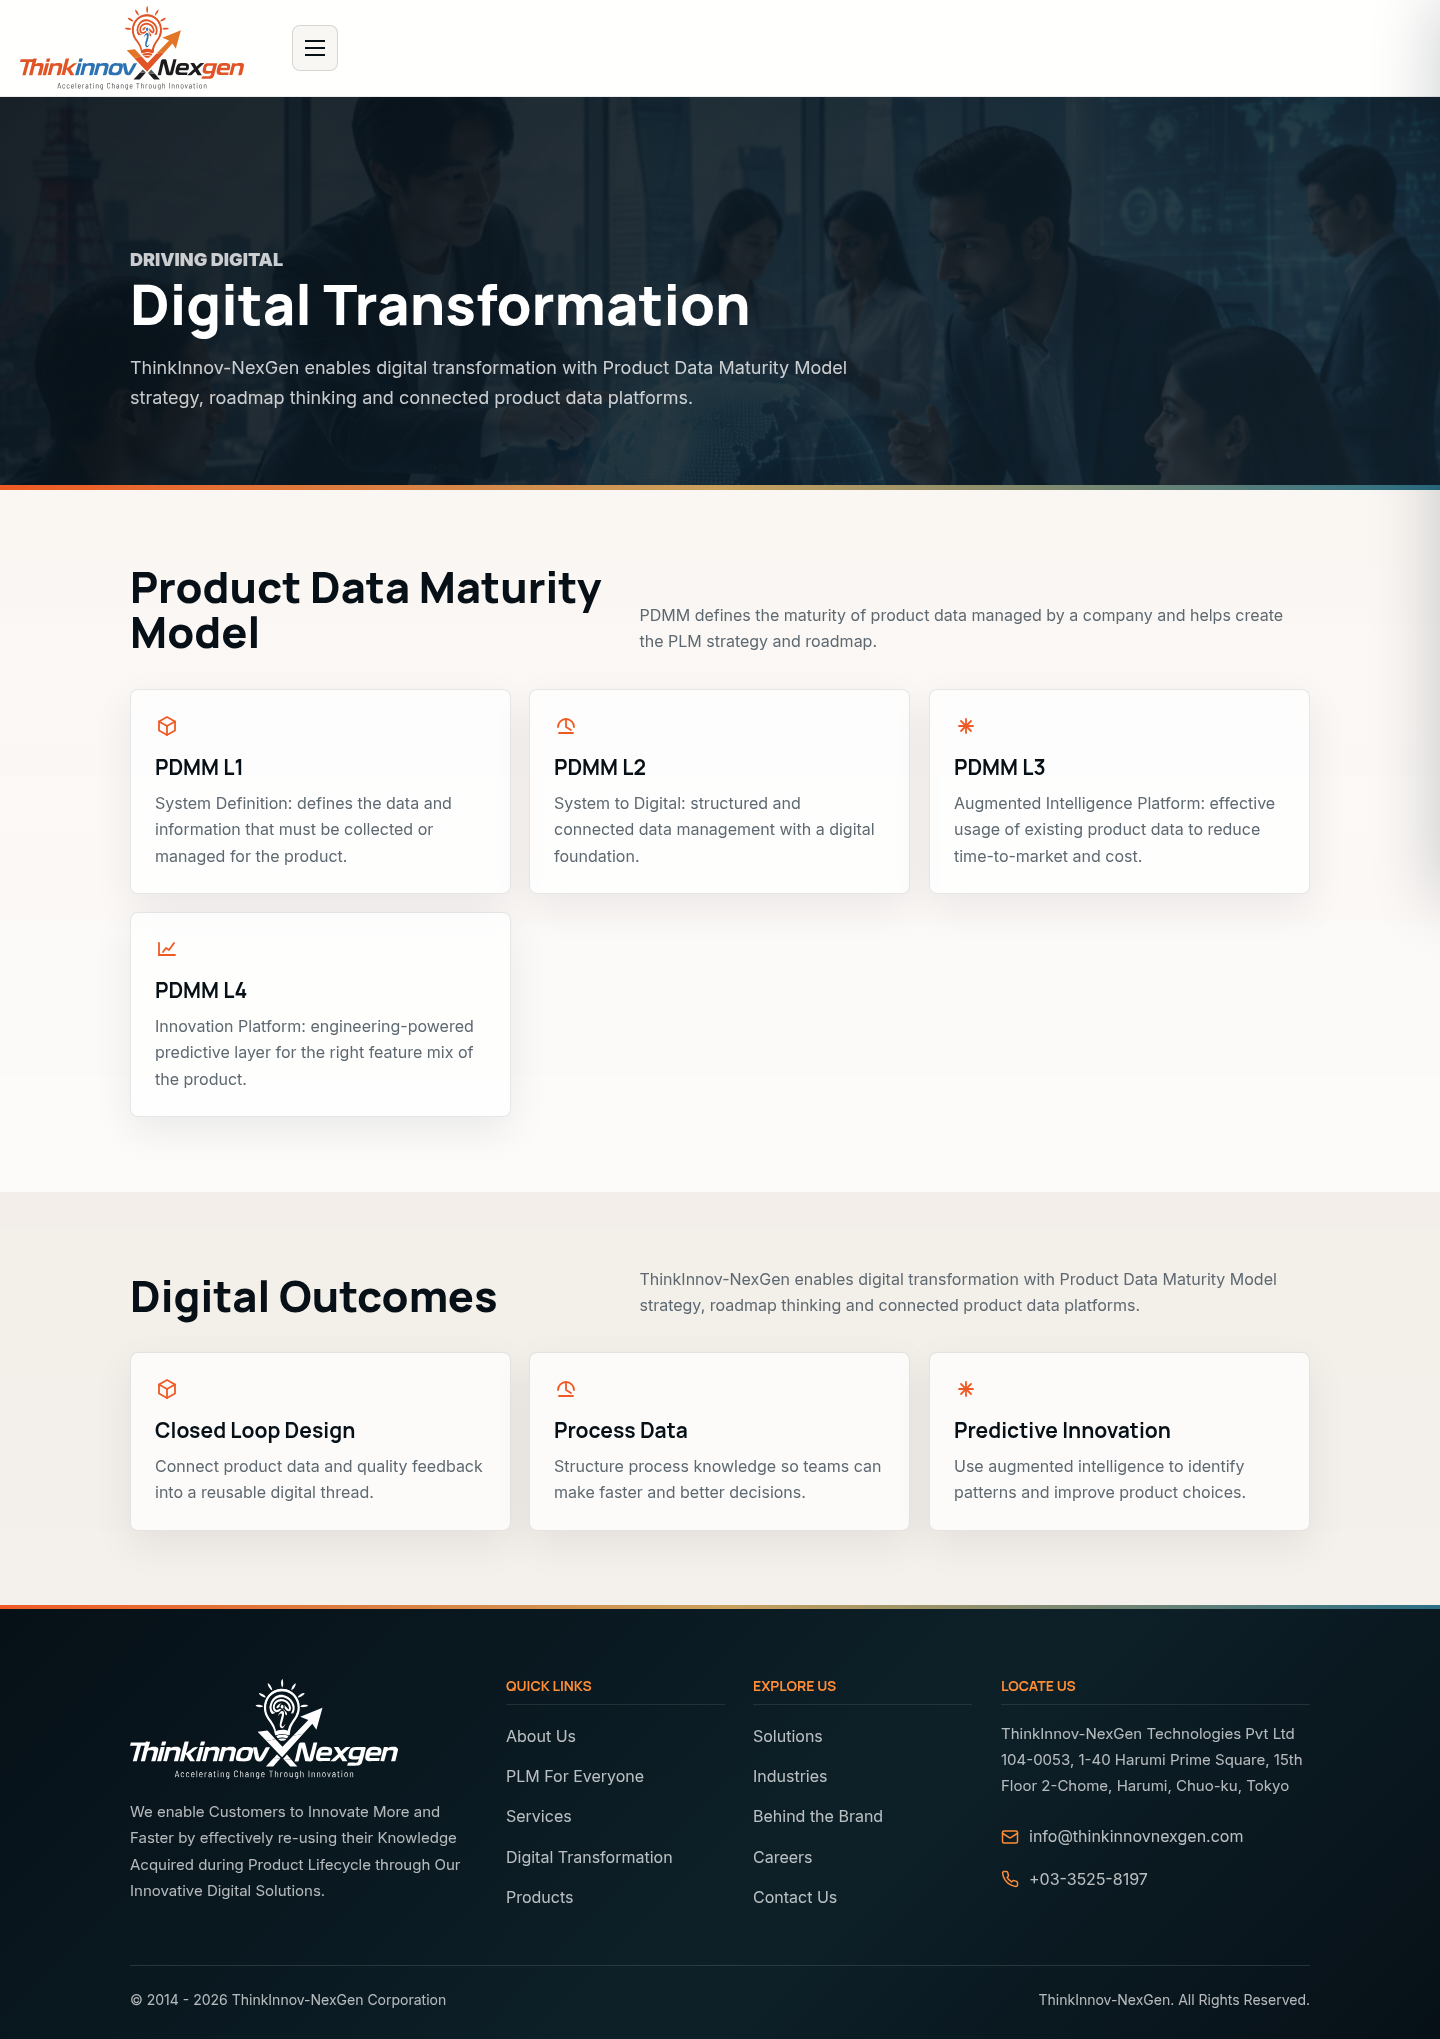 ThinkinnovXNexgen
Accelerating Change Through Innovation
DRIVING DIGITAL
Digital Transformation
ThinkInnov-NexGen enables digital transformation with Product Data Maturity Model
strategy, roadmap thinking and connected product data platforms.
Product Data Maturity
Model
PDMM defines the maturity of product data managed by a company and helps create
the PLM strategy and roadmap.
PDMM L1
System Definition: defines the data and
information that must be collected or
managed for the product.
PDMM L2
System to Digital: structured and
connected data management with a digital
foundation.
PDMM L3
Augmented Intelligence Platform: effective
usage of existing product data to reduce
time-to-market and cost.
PDMM L4
Innovation Platform: engineering-powered
predictive layer for the right feature mix of
the product.
Digital Outcomes
ThinkInnov-NexGen enables digital transformation with Product Data Maturity Model
strategy, roadmap thinking and connected product data platforms.
Closed Loop Design
Connect product data and quality feedback
into a reusable digital thread.
Process Data
Structure process knowledge so teams can
make faster and better decisions.
Predictive Innovation
Use augmented intelligence to identify
patterns and improve product choices.
ThinkinnovXNexgen
Accelerating Change Through Innovation
We enable Customers to Innovate More and
Faster by effectively re-using their Knowledge
Acquired during Product Lifecycle through Our
Innovative Digital Solutions.
QUICK LINKS
About Us
PLM For Everyone
Services
Digital Transformation
Products
EXPLORE US
Solutions
Industries
Behind the Brand
Careers
Contact Us
LOCATE US
ThinkInnov-NexGen Technologies Pvt Ltd
104-0053, 1-40 Harumi Prime Square, 15th
Floor 2-Chome, Harumi, Chuo-ku, Tokyo
info@thinkinnovnexgen.com
+03-3525-8197
© 2014 - 2026 ThinkInnov-NexGen Corporation
ThinkInnov-NexGen. All Rights Reserved.